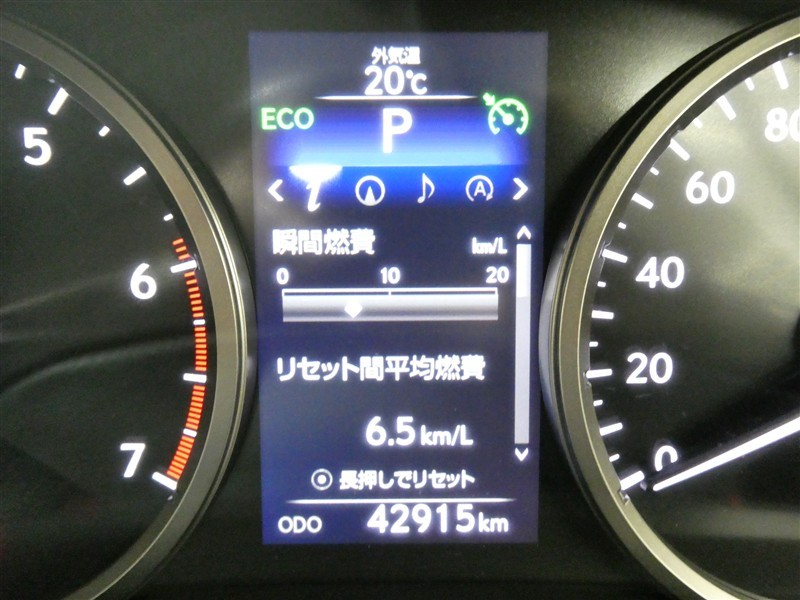 外気温
20℃
ECO
P
A
瞬間燃費 km/L
0 10 20
リセット間平均燃費
6.5 km/L
長押しでリセット
ODO 42915 km
5
6
7
80
60
40
20
0